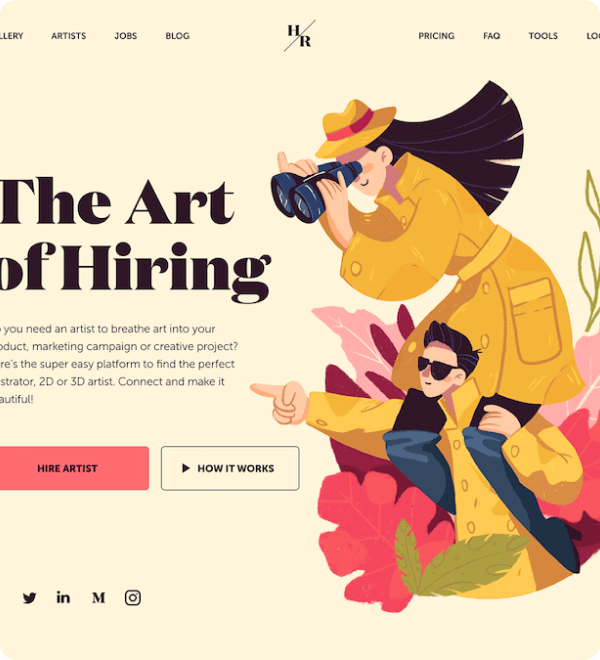 LLERY ARTISTS JOBS BLOG H/R PRICING FAQ TOOLS LO
The Art
of Hiring
you need an artist to breathe art into your
oduct, marketing campaign or creative project?
re's the super easy platform to find the perfect
strator, 2D or 3D artist. Connect and make it
autiful!
HIRE ARTIST HOW IT WORKS
in M